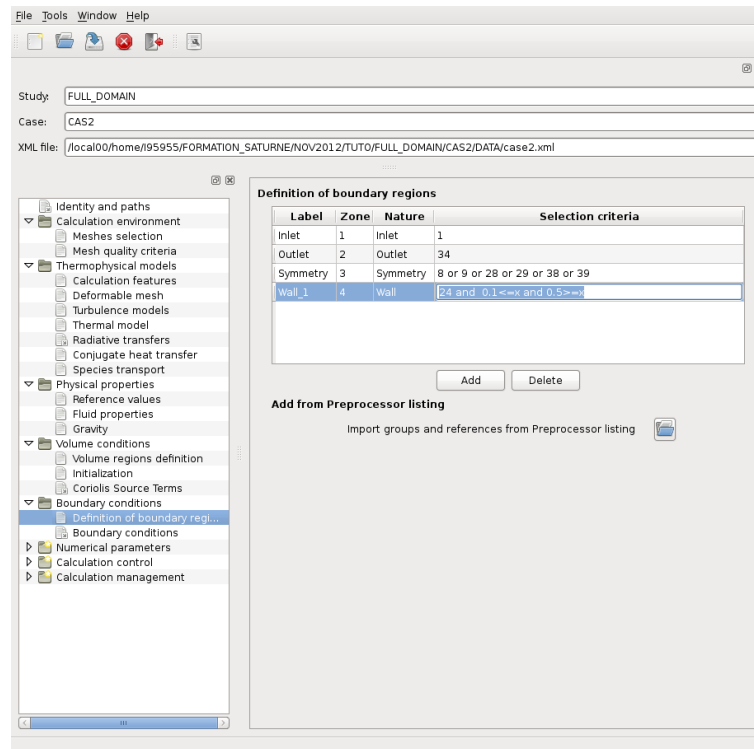 File Tools Window Help
Study: FULL_DOMAIN
Case: CAS2
XML file: /local00/home/I95955/FORMATION_SATURNE/NOV2012/TUTO/FULL_DOMAIN/CAS2/DATA/case2.xml
Identity and paths
Calculation environment
Meshes selection
Mesh quality criteria
Thermophysical models
Calculation features
Deformable mesh
Turbulence models
Thermal model
Radiative transfers
Conjugate heat transfer
Species transport
Physical properties
Reference values
Fluid properties
Gravity
Volume conditions
Volume regions definition
Initialization
Coriolis Source Terms
Boundary conditions
Definition of boundary regi...
Boundary conditions
Numerical parameters
Calculation control
Calculation management
Definition of boundary regions
Label Zone Nature Selection criteria
Inlet 1 Inlet 1
Outlet 2 Outlet 34
Symmetry 3 Symmetry 8 or 9 or 28 or 29 or 38 or 39
Wall_1 4 Wall 24 and 0.1<=x and 0.5>=x
Add Delete
Add from Preprocessor listing
Import groups and references from Preprocessor listing